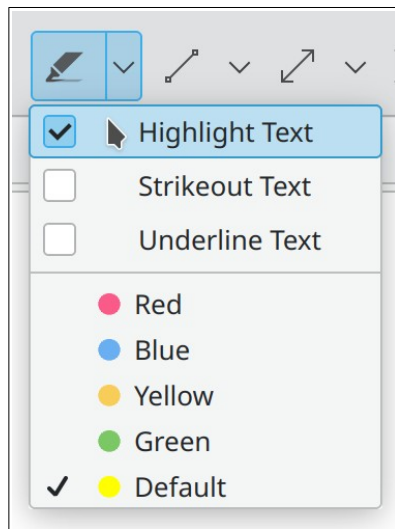 Highlight Text
Strikeout Text
Underline Text
Red
Blue
Yellow
Green
Default